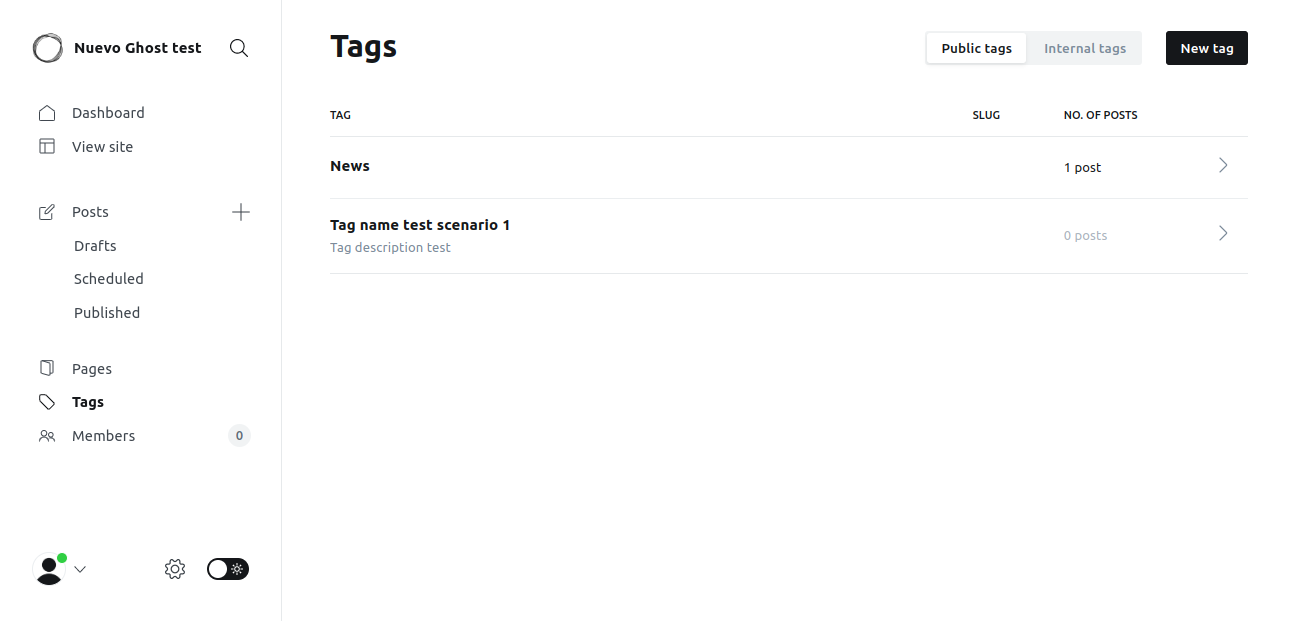 Nuevo Ghost test
Dashboard
View site
Posts
Drafts
Scheduled
Published
Pages
Tags
Members 0
Tags
Public tags Internal tags New tag
TAG SLUG NO. OF POSTS
News 1 post
Tag name test scenario 1
Tag description test
0 posts